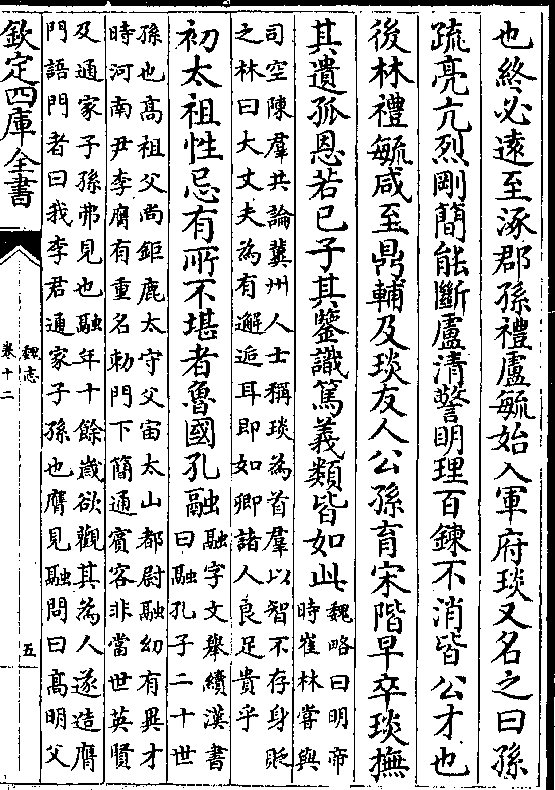 也終必遠至涿郡孫禮盧毓始入軍府琰又名之曰孫
疏亮亢烈剛簡能斷盧清警明理百鍊不消皆公才也
後林禮毓咸至鼎輔及琰友人公孫育宋階早卒琰撫
其遺孤恩若己子其鑒識篤義類皆如此魏略曰明帝
時崔林嘗與
司空陳羣共論冀州人士稱琰為首羣以智不存身貶
之林曰大丈夫為有邂逅耳即如卿諸人良足貴乎
初太祖性忌有所不堪者魯國孔融融字文舉續漢書
曰融孔子二十世
孫也高祖父尚鉅鹿太守父宙太山都尉融幼有異才
時河南尹李膺有重名勅門下簡通賓客非當世英賢
及通家子孫弗見也融年十餘歲欲觀其為人遂造膺
門語門者曰我李君通家子孫也膺見融問曰高明父
欽定四庫全書
魏志
卷十二
五